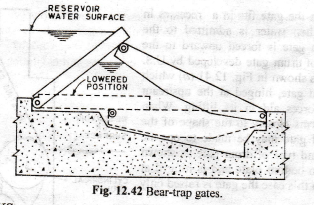 RESERVOIR
WATER SURFACE
LOWERED
POSITION
Fig. 12.42 Bear-trap gates.